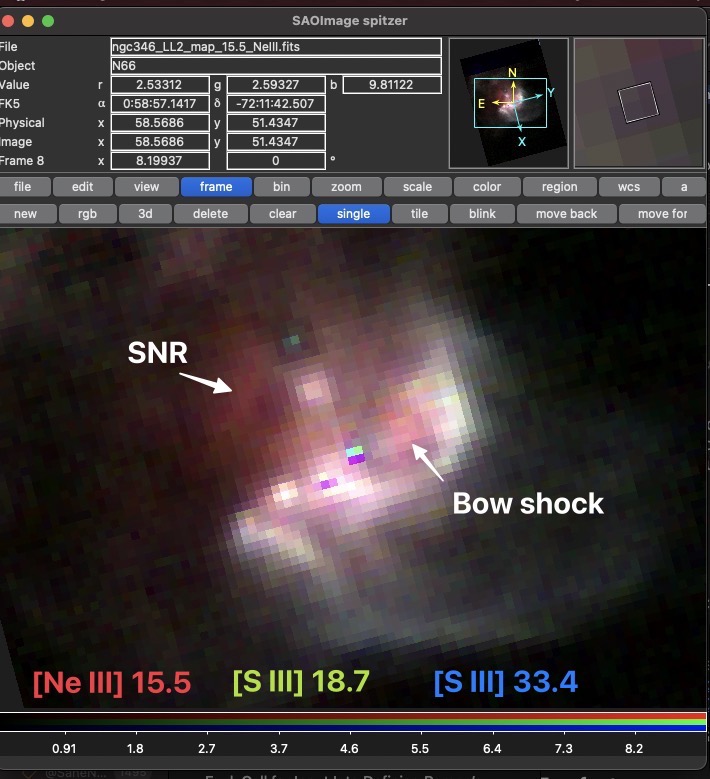 SAOImage spitzer
File ngc346_LL2_map_15.5_NeIII.fits
Object N66
Value r 2.53312 g 2.59327 b 9.81122
FK5 α 0:58:57.1417 δ -72:11:42.507
Physical x 58.5686 y 51.4347
Image x 58.5686 y 51.4347
Frame 8 x 8.19937 0 °
N
E
Y
X
file edit view frame bin zoom scale color region wcs a
new rgb 3d delete clear single tile blink move back move for
SNR
Bow shock
[Ne III] 15.5 [S III] 18.7 [S III] 33.4
0.91 1.8 2.7 3.7 4.6 5.5 6.4 7.3 8.2